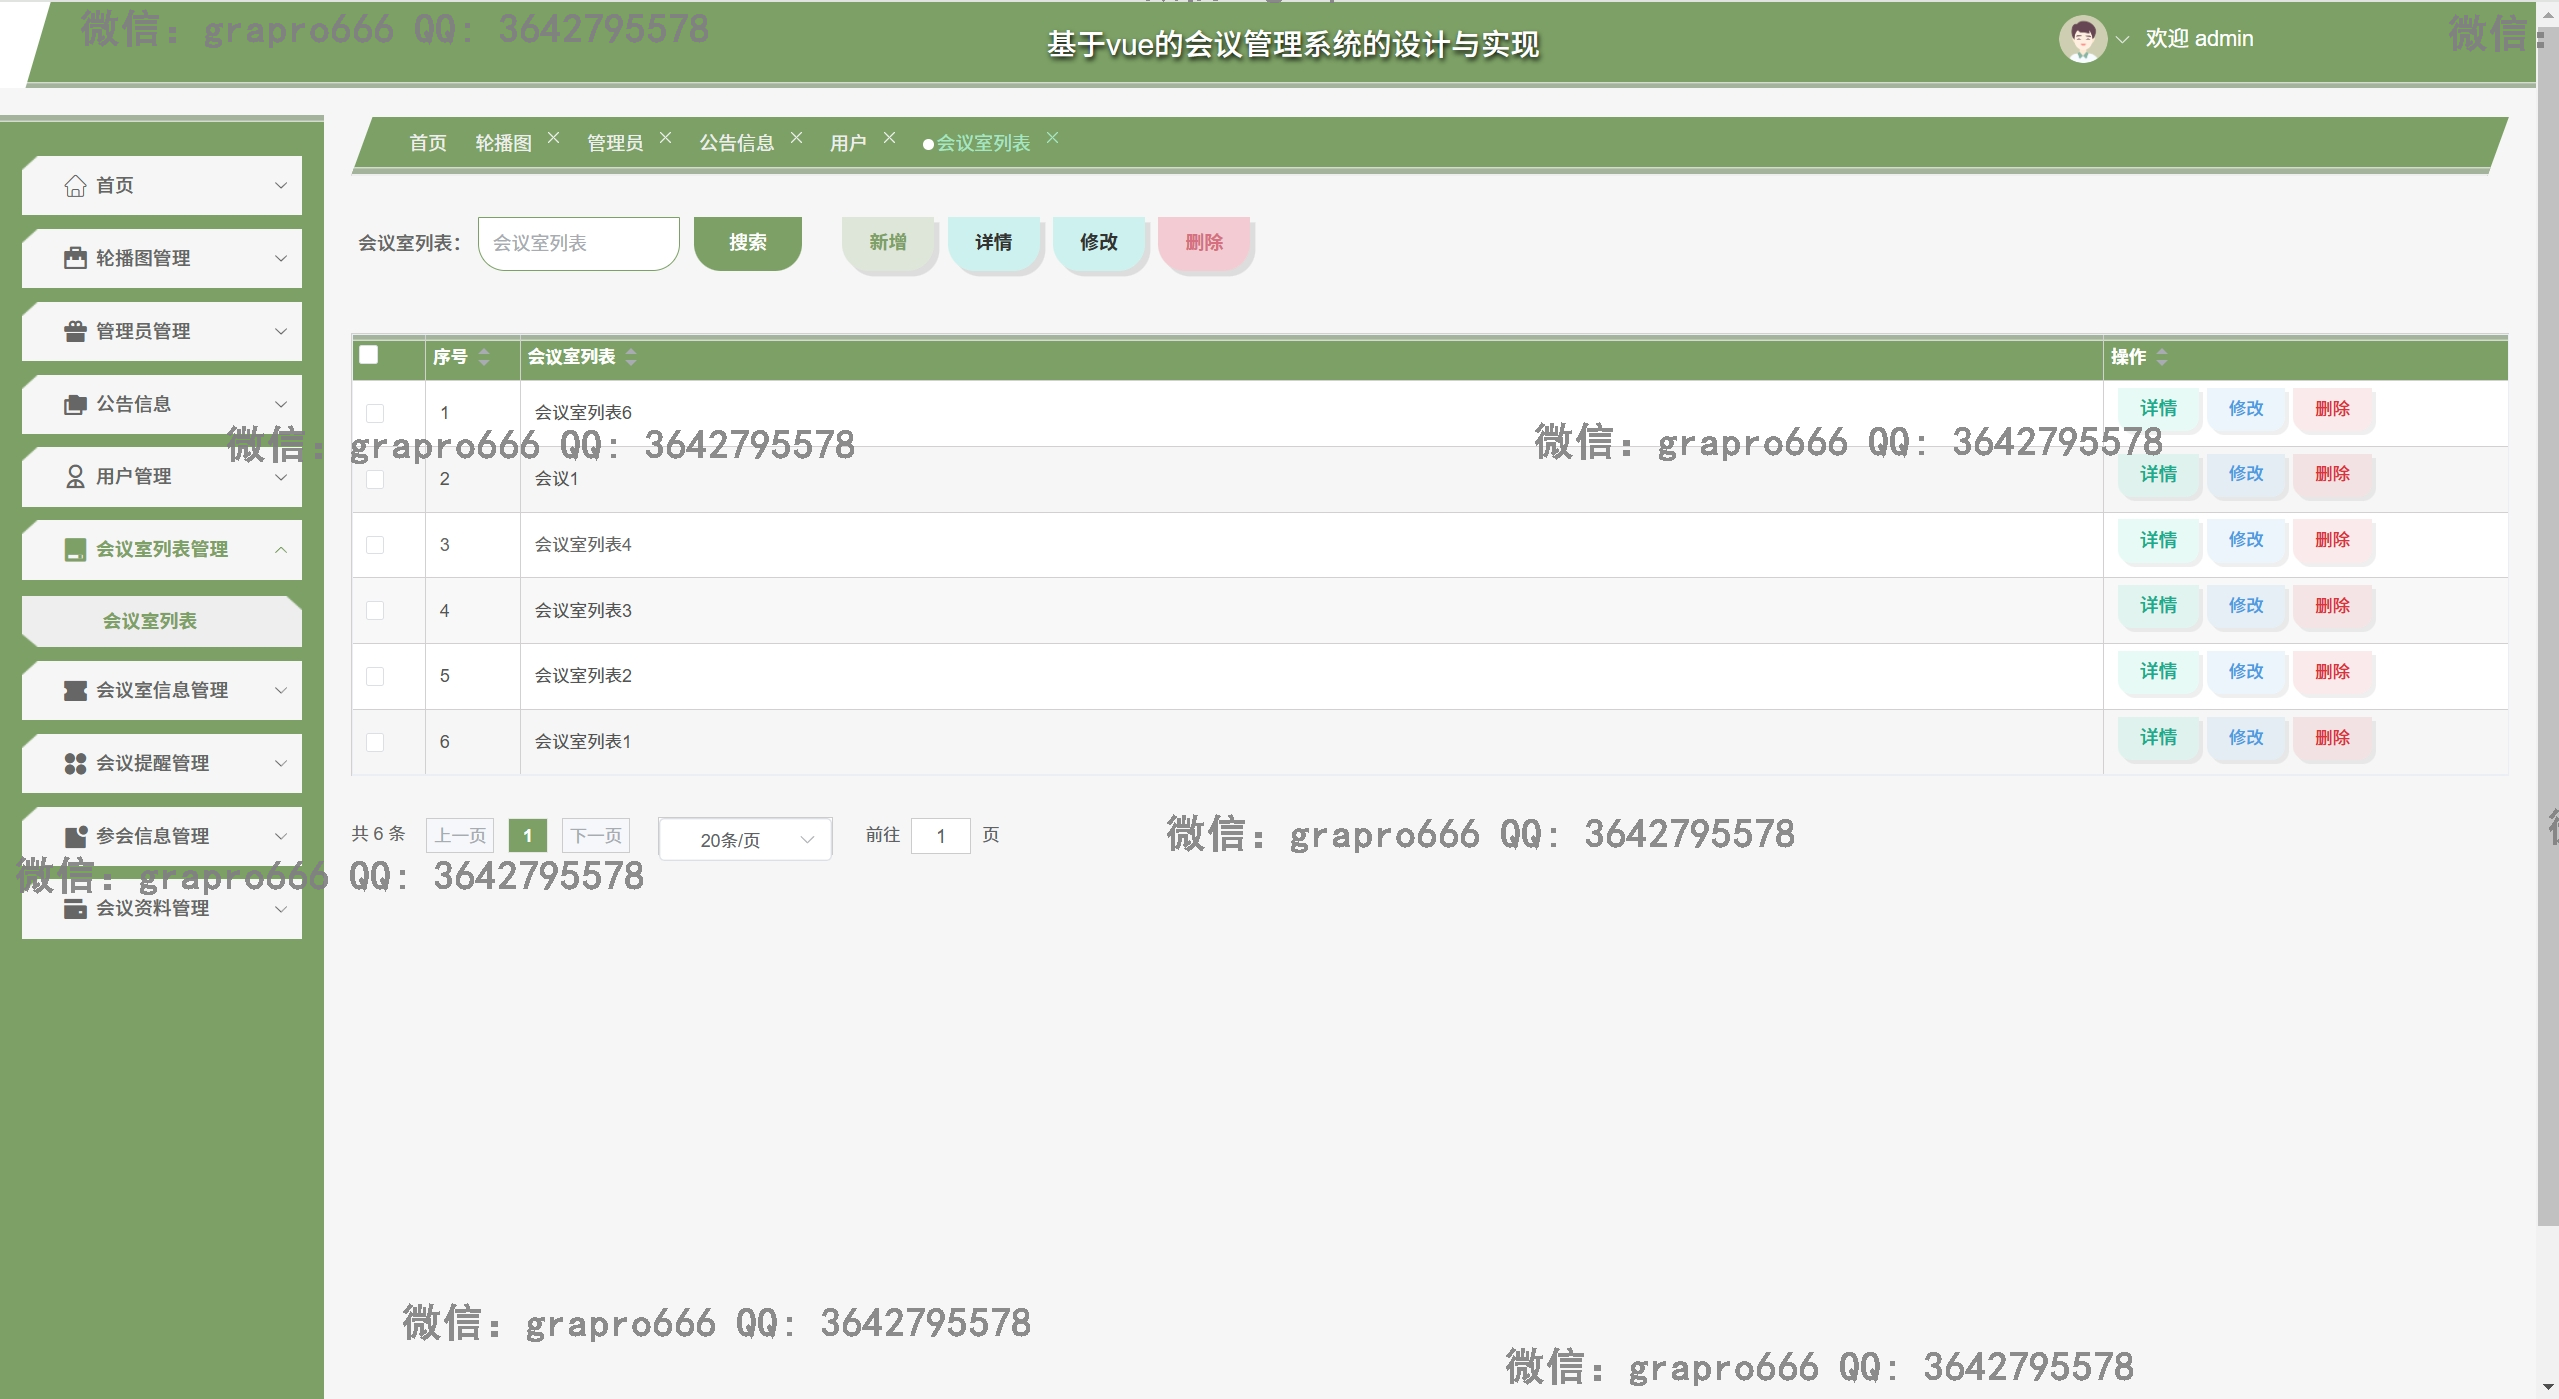 微信：grapro666 QQ: 3642795578
基于vue的会议管理系统的设计与实现
欢迎 admin
微信：
首页 轮播图 管理员 公告信息 用户 会议室列表
首页
轮播图管理
管理员管理
公告信息
用户管理
会议室列表管理
会议室列表
会议室信息管理
会议提醒管理
参会信息管理
会议资料管理
会议室列表： 会议室列表 搜索 新增 详情 修改 删除
序号 会议室列表 操作
1 会议室列表6 详情 修改 删除
微信：grapro666 QQ: 3642795578 微信：grapro666 QQ: 3642795578
2 会议1 详情 修改 删除
3 会议室列表4 详情 修改 删除
4 会议室列表3 详情 修改 删除
5 会议室列表2 详情 修改 删除
6 会议室列表1 详情 修改 删除
共 6 条 上一页 1 下一页 20条/页 前往 1 页
微信：grapro666 QQ: 3642795578
微信：grapro666 QQ: 3642795578
微信：grapro666 QQ: 3642795578
微信：grapro666 QQ: 3642795578